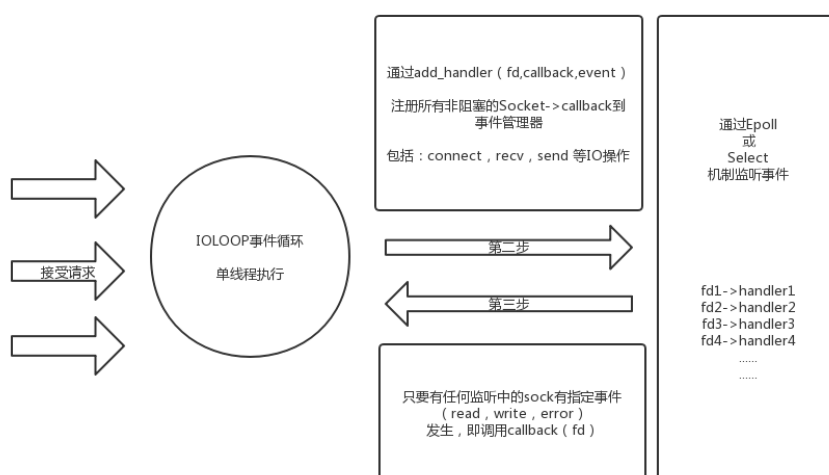 接受请求
IOLOOP事件循环
单线程执行
通过add_handler（fd,callback,event）
注册所有非阻塞的Socket->callback到
事件管理器
包括：connect，recv，send 等IO操作
第二步
第三步
只要有任何监听中的sock有指定事件
（read，write，error）
发生，即调用callback（fd）
通过Epoll
或
Select
机制监听事件
fd1->handler1
fd2->handler2
fd3->handler3
fd4->handler4
......
......